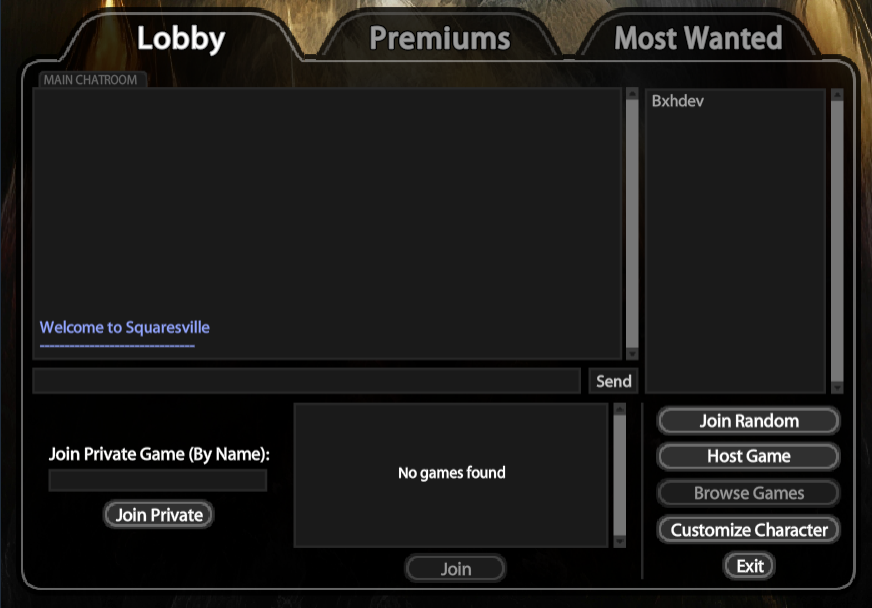 Lobby
Premiums
Most Wanted
MAIN CHATROOM
Bxhdev
Welcome to Squaresville
-------------------------------
Send
Join Private Game (By Name):
Join Private
No games found
Join
Join Random
Host Game
Browse Games
Customize Character
Exit